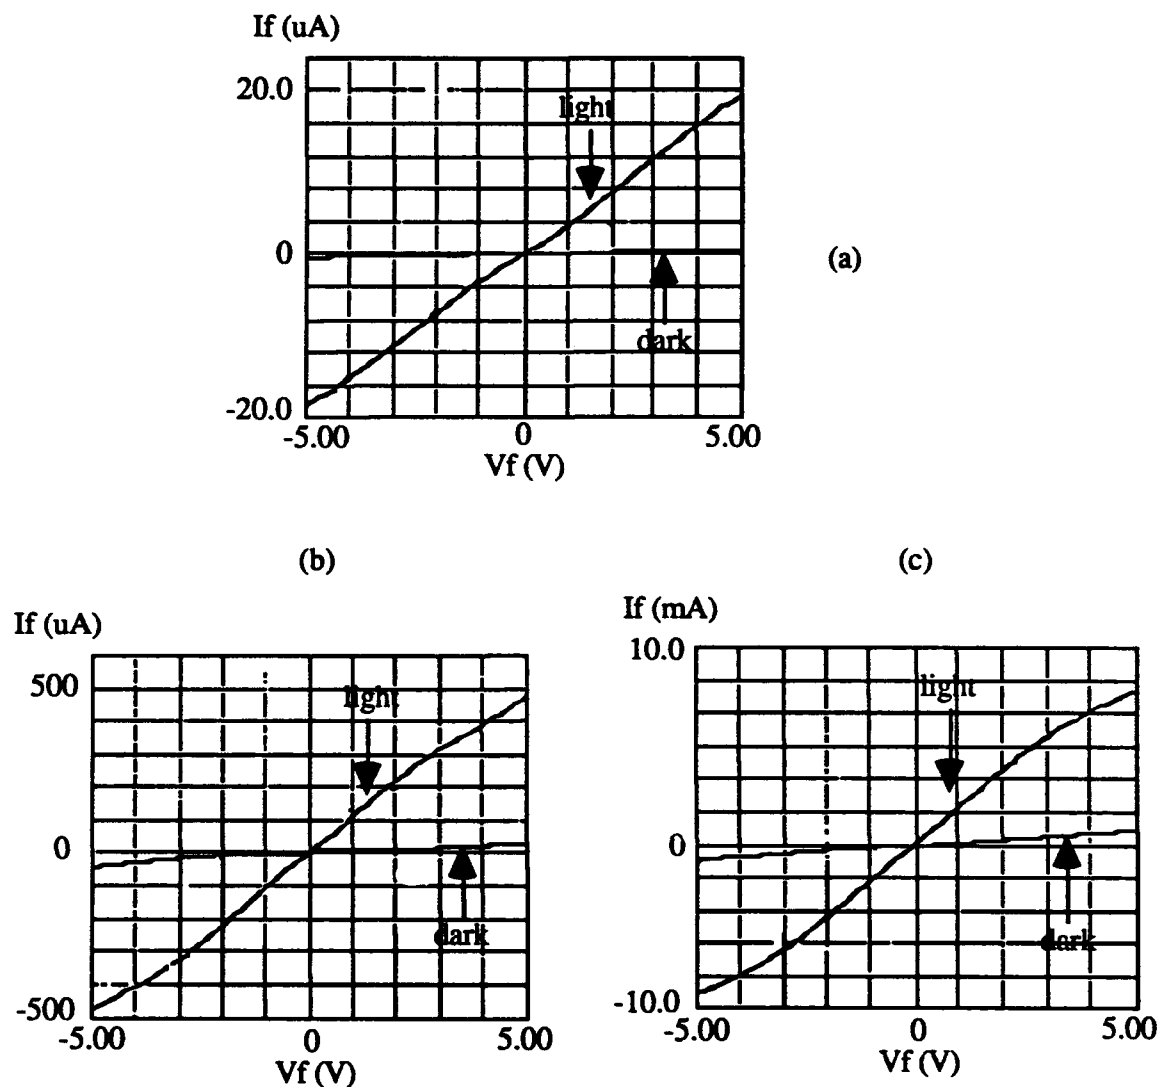 If (uA)
20.0
light
0
(a)
dark
-20.0
-5.00 0 5.00
Vf (V)
(b)
If (uA)
500
light
0
dark
-500
-5.00 0 5.00
Vf (V)
(c)
If (mA)
10.0
light
0
dark
-10.0
-5.00 0 5.00
Vf (V)